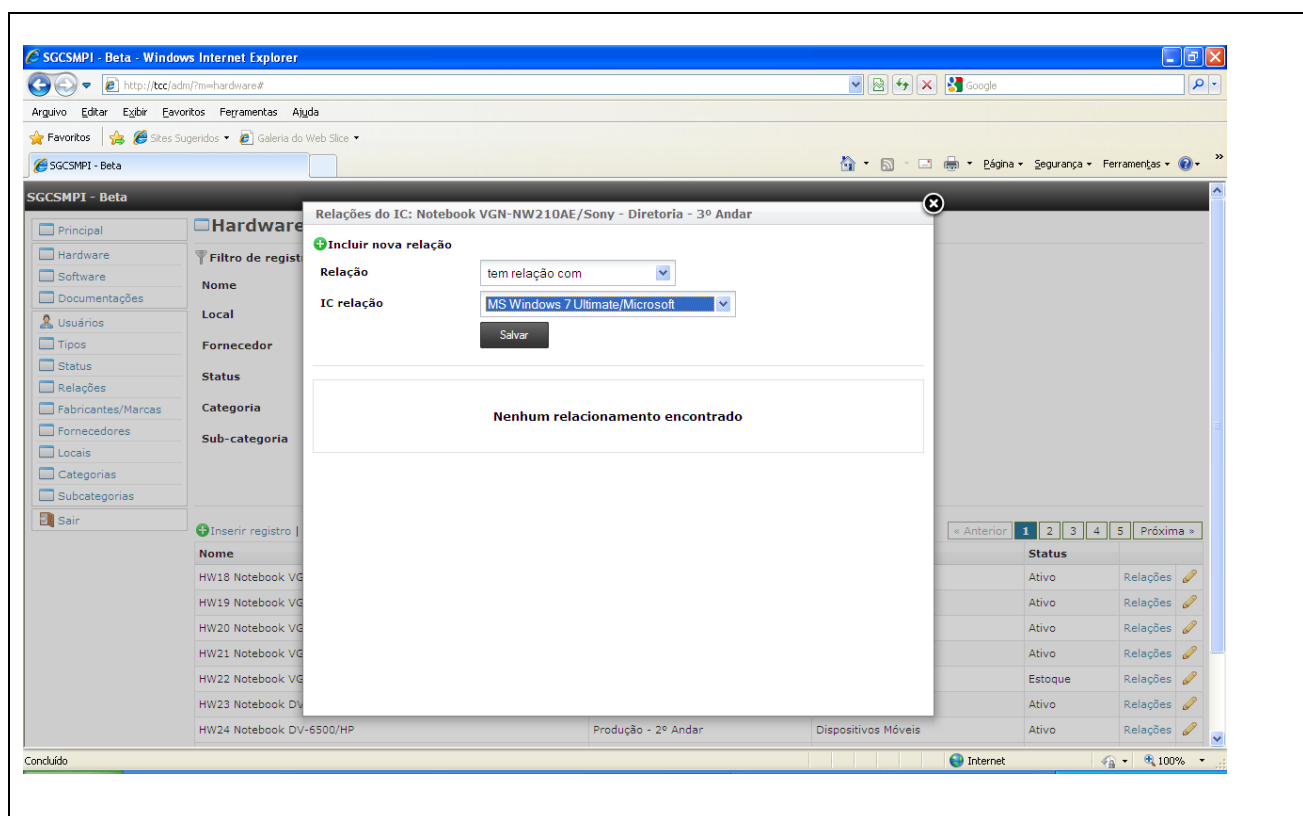 SGCSMPI - Beta - Windows Internet Explorer
http://tcc/adm/?m=hardware#
Google
Arquivo Editar Exibir Favoritos Ferramentas Ajuda
Favoritos Sites Sugeridos Galeria do Web Slice
SGCSMPI - Beta
Página Segurança Ferramentas »
SGCSMPI - Beta
Principal
Hardware
Software
Documentações
Usuários
Tipos
Status
Relações
Fabricantes/Marcas
Fornecedores
Locais
Categorias
Subcategorias
Sair
Hardware
Filtro de regist
Nome
Local
Fornecedor
Status
Categoria
Sub-categoria
Relações do IC: Notebook VGN-NW210AE/Sony - Diretoria - 3º Andar
Incluir nova relação
Relação tem relação com
IC relação MS Windows 7 Ultimate/Microsoft
Salvar
Nenhum relacionamento encontrado
Inserir registro | « Anterior 1 2 3 4 5 Próxima »
Nome Status
HW18 Notebook VG Ativo Relações
HW19 Notebook VG Ativo Relações
HW20 Notebook VG Ativo Relações
HW21 Notebook VG Ativo Relações
HW22 Notebook VG Estoque Relações
HW23 Notebook DV Ativo Relações
HW24 Notebook DV-6500/HP Produção - 2º Andar Dispositivos Móveis Ativo Relações
Concluído Internet 100%